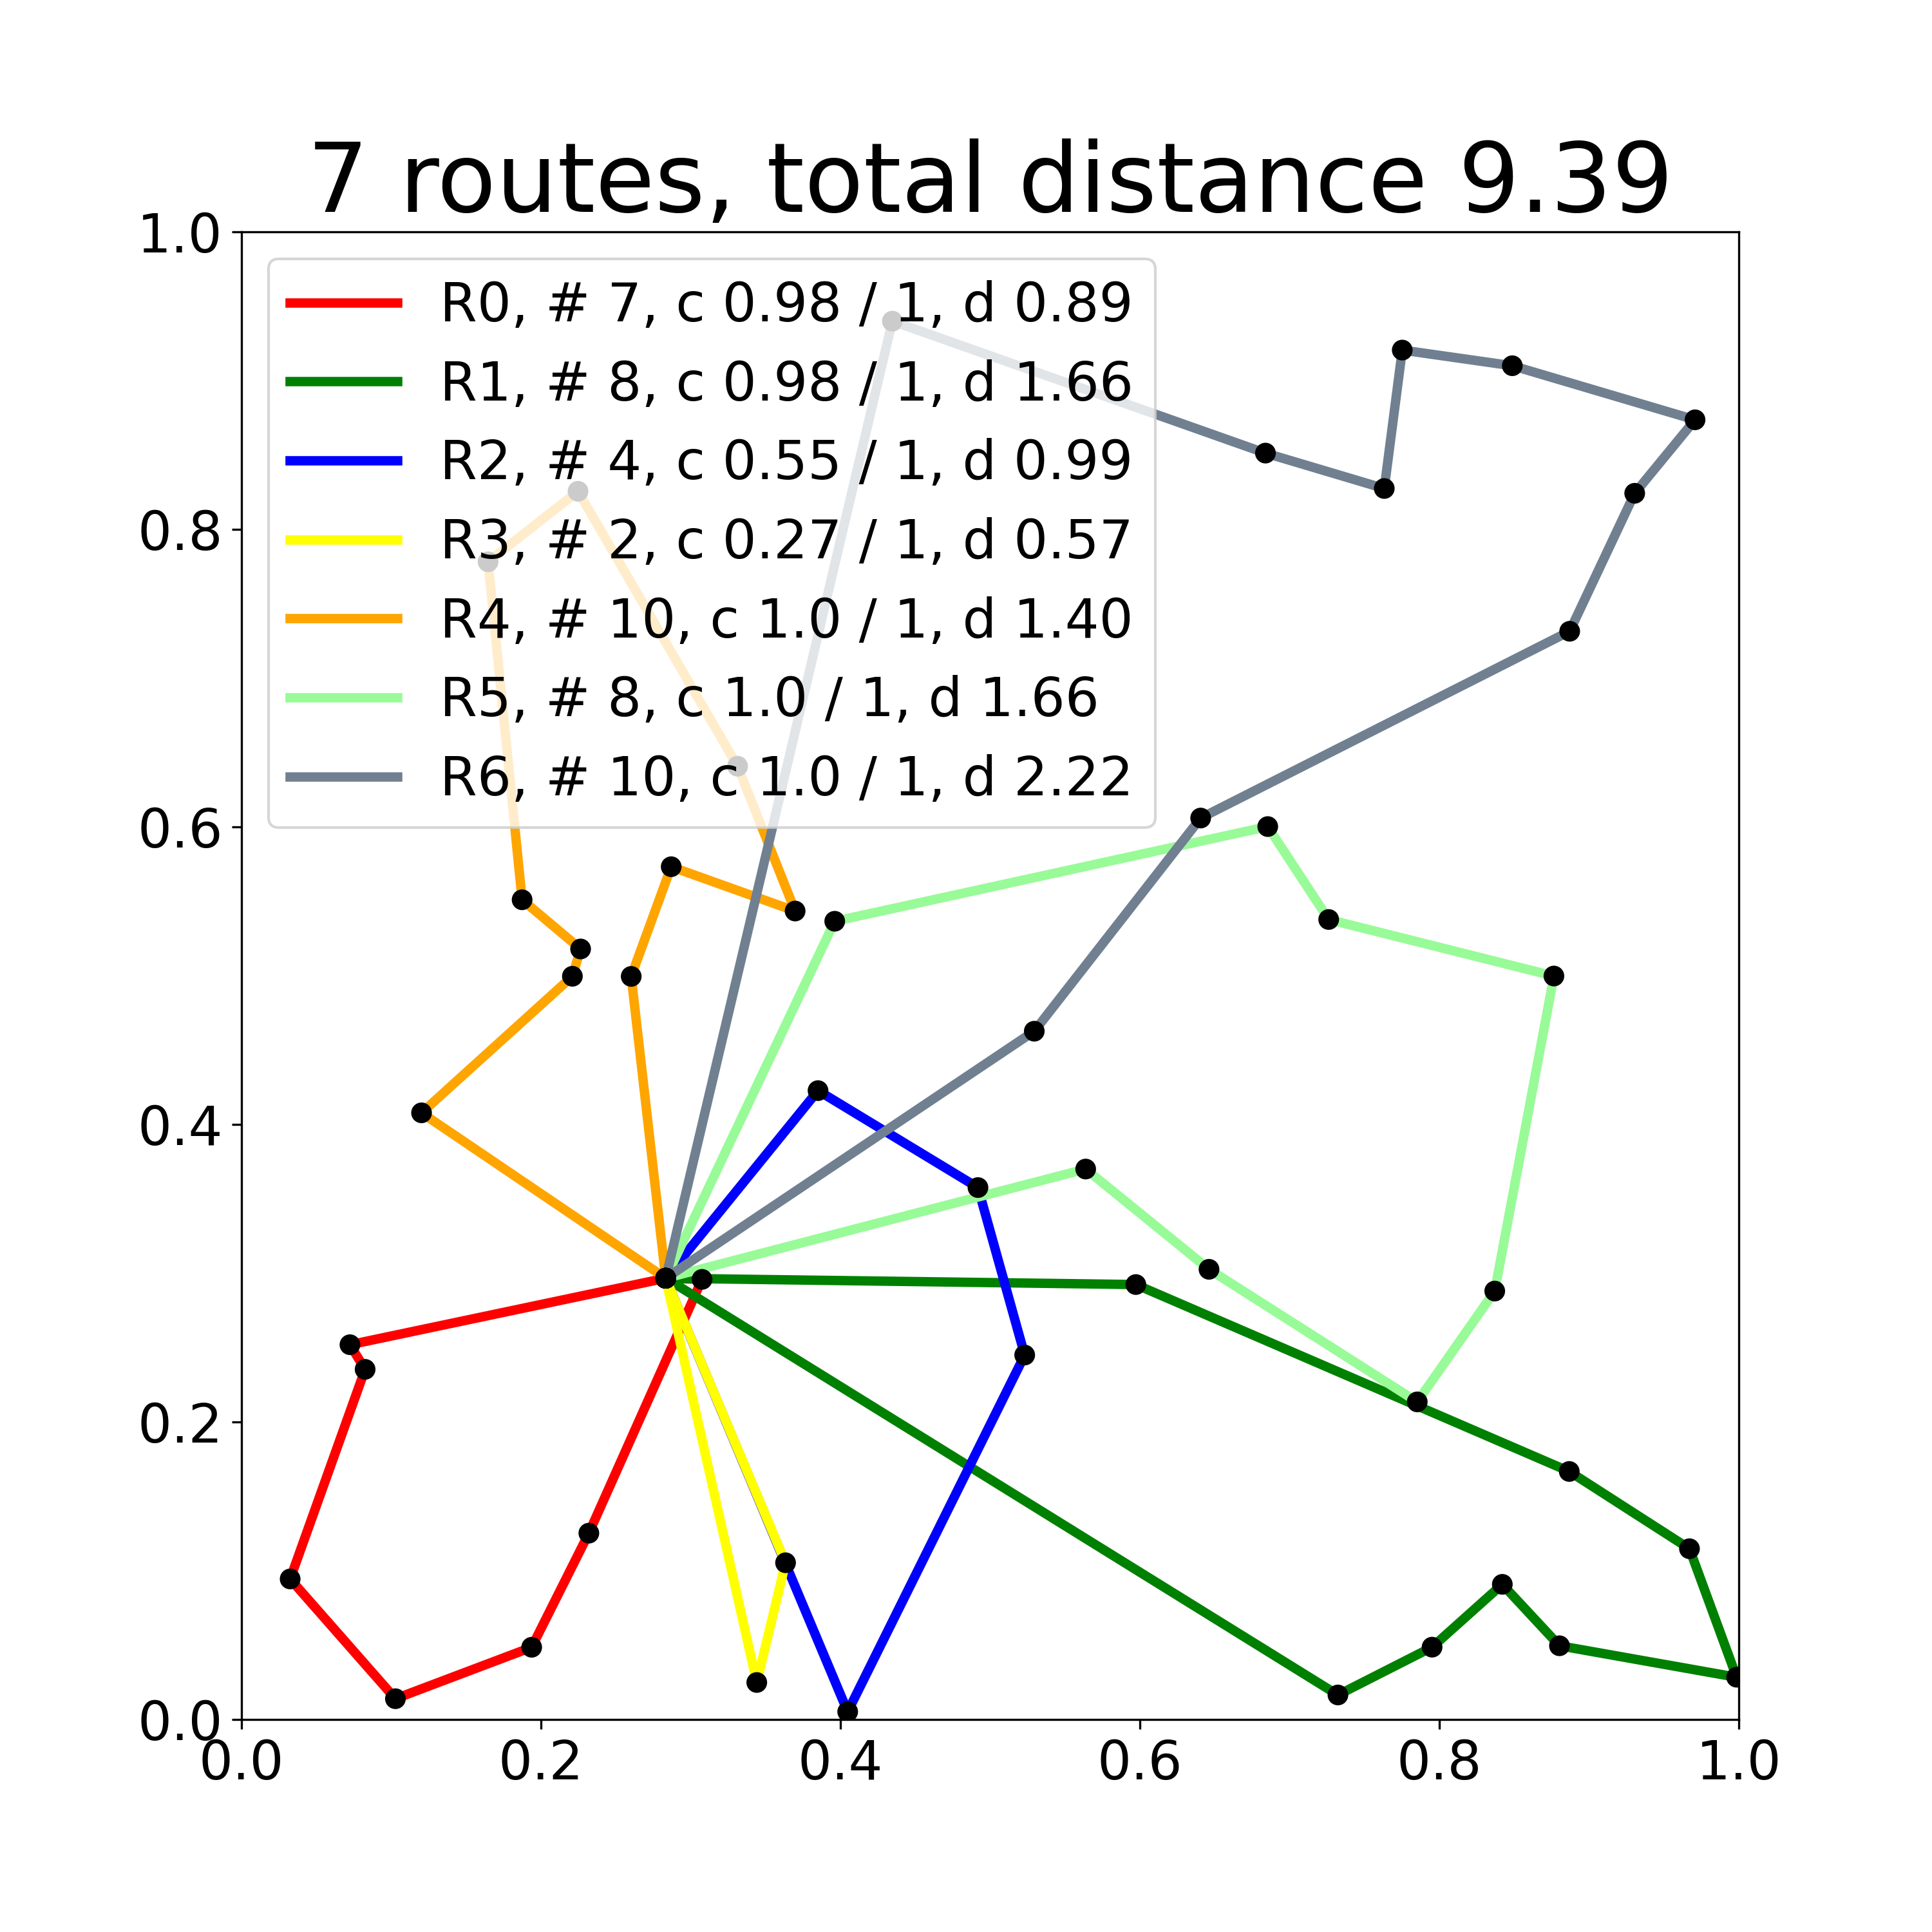 7 routes, total distance 9.39
1.0
0.8
0.6
0.4
0.2
0.0
R0, # 7, c 0.98 / 1, d 0.89
R1, # 8, c 0.98 / 1, d 1.66
R2, # 4, c 0.55 / 1, d 0.99
R3, # 2, c 0.27 / 1, d 0.57
R4, # 10, c 1.0 / 1, d 1.40
R5, # 8, c 1.0 / 1, d 1.66
R6, # 10, c 1.0 / 1, d 2.22
0.0 0.2 0.4 0.6 0.8 1.0